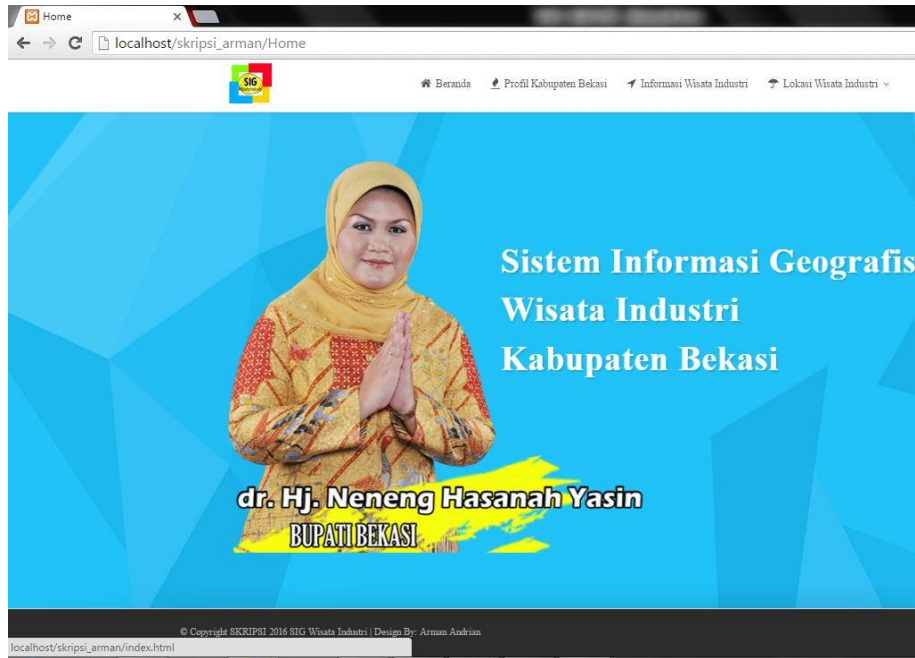 Home
localhost/skripsi_arman/Home
SIG
Beranda
Profil Kabupaten Bekasi
Informasi Wisata Industri
Lokasi Wisata Industri
Sistem Informasi Geografis
Wisata Industri
Kabupaten Bekasi
dr. Hj. Neneng Hasanah Yasin
BUPATI BEKASI
© Copyright SKRIPSI 2016 SIG Wisata Industri | Design By: Arman Andrian
localhost/skripsi_arman/index.html